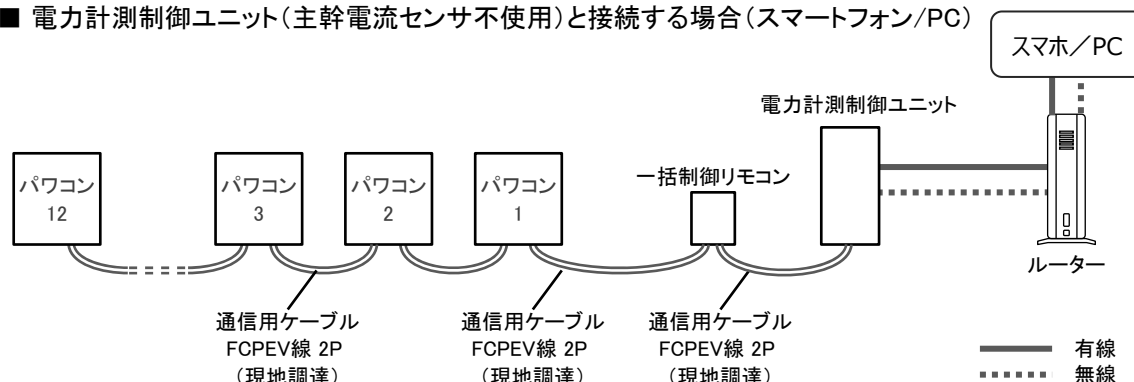 ■ 電力計測制御ユニット（主幹電流センサ不使用）と接続する場合（スマートフォン/PC）
スマホ／PC
電力計測制御ユニット
一括制御リモコン
パワコン
12
パワコン
3
パワコン
2
パワコン
1
ルーター
通信用ケーブル
FCPEV線 2P
（現地調達）
通信用ケーブル
FCPEV線 2P
（現地調達）
通信用ケーブル
FCPEV線 2P
（現地調達）
有線
無線